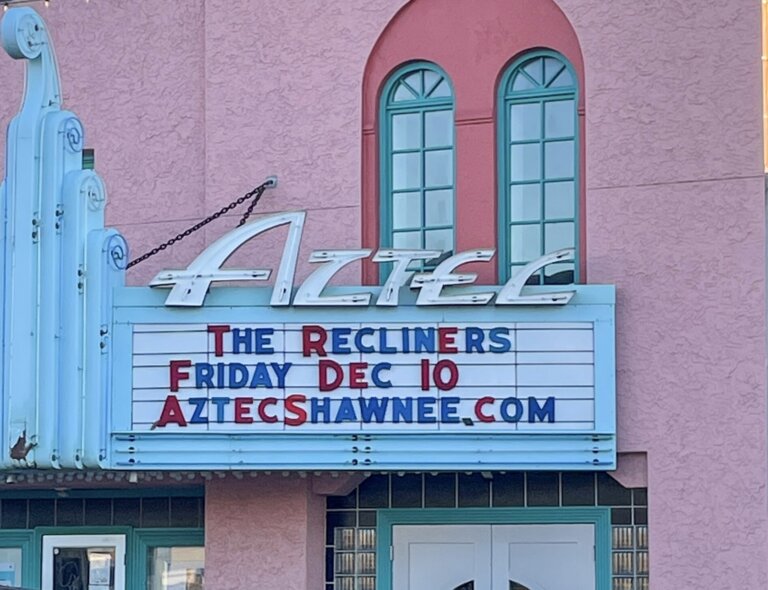 AZTEC
THE RECLINERS
FRIDAY DEC 10
AZTECSHAWNEE.COM